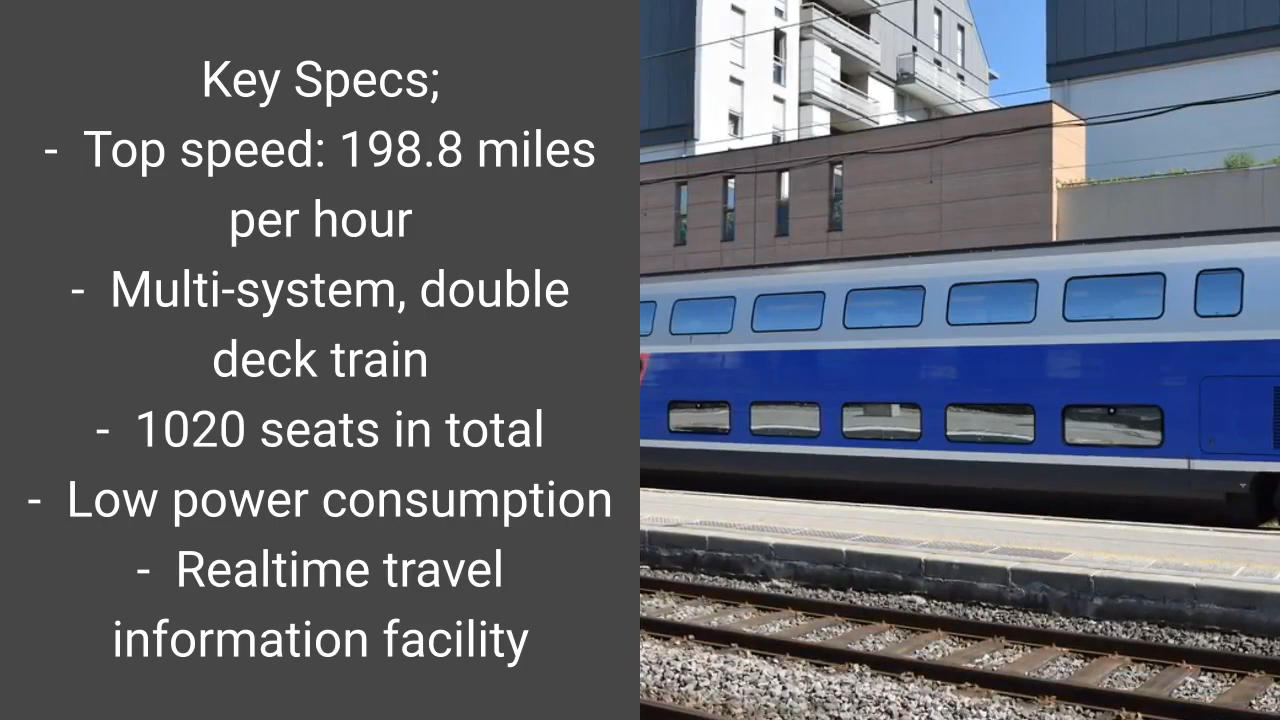 Key Specs;
- Top speed: 198.8 miles
per hour
- Multi-system, double
deck train
- 1020 seats in total
- Low power consumption
- Realtime travel
information facility